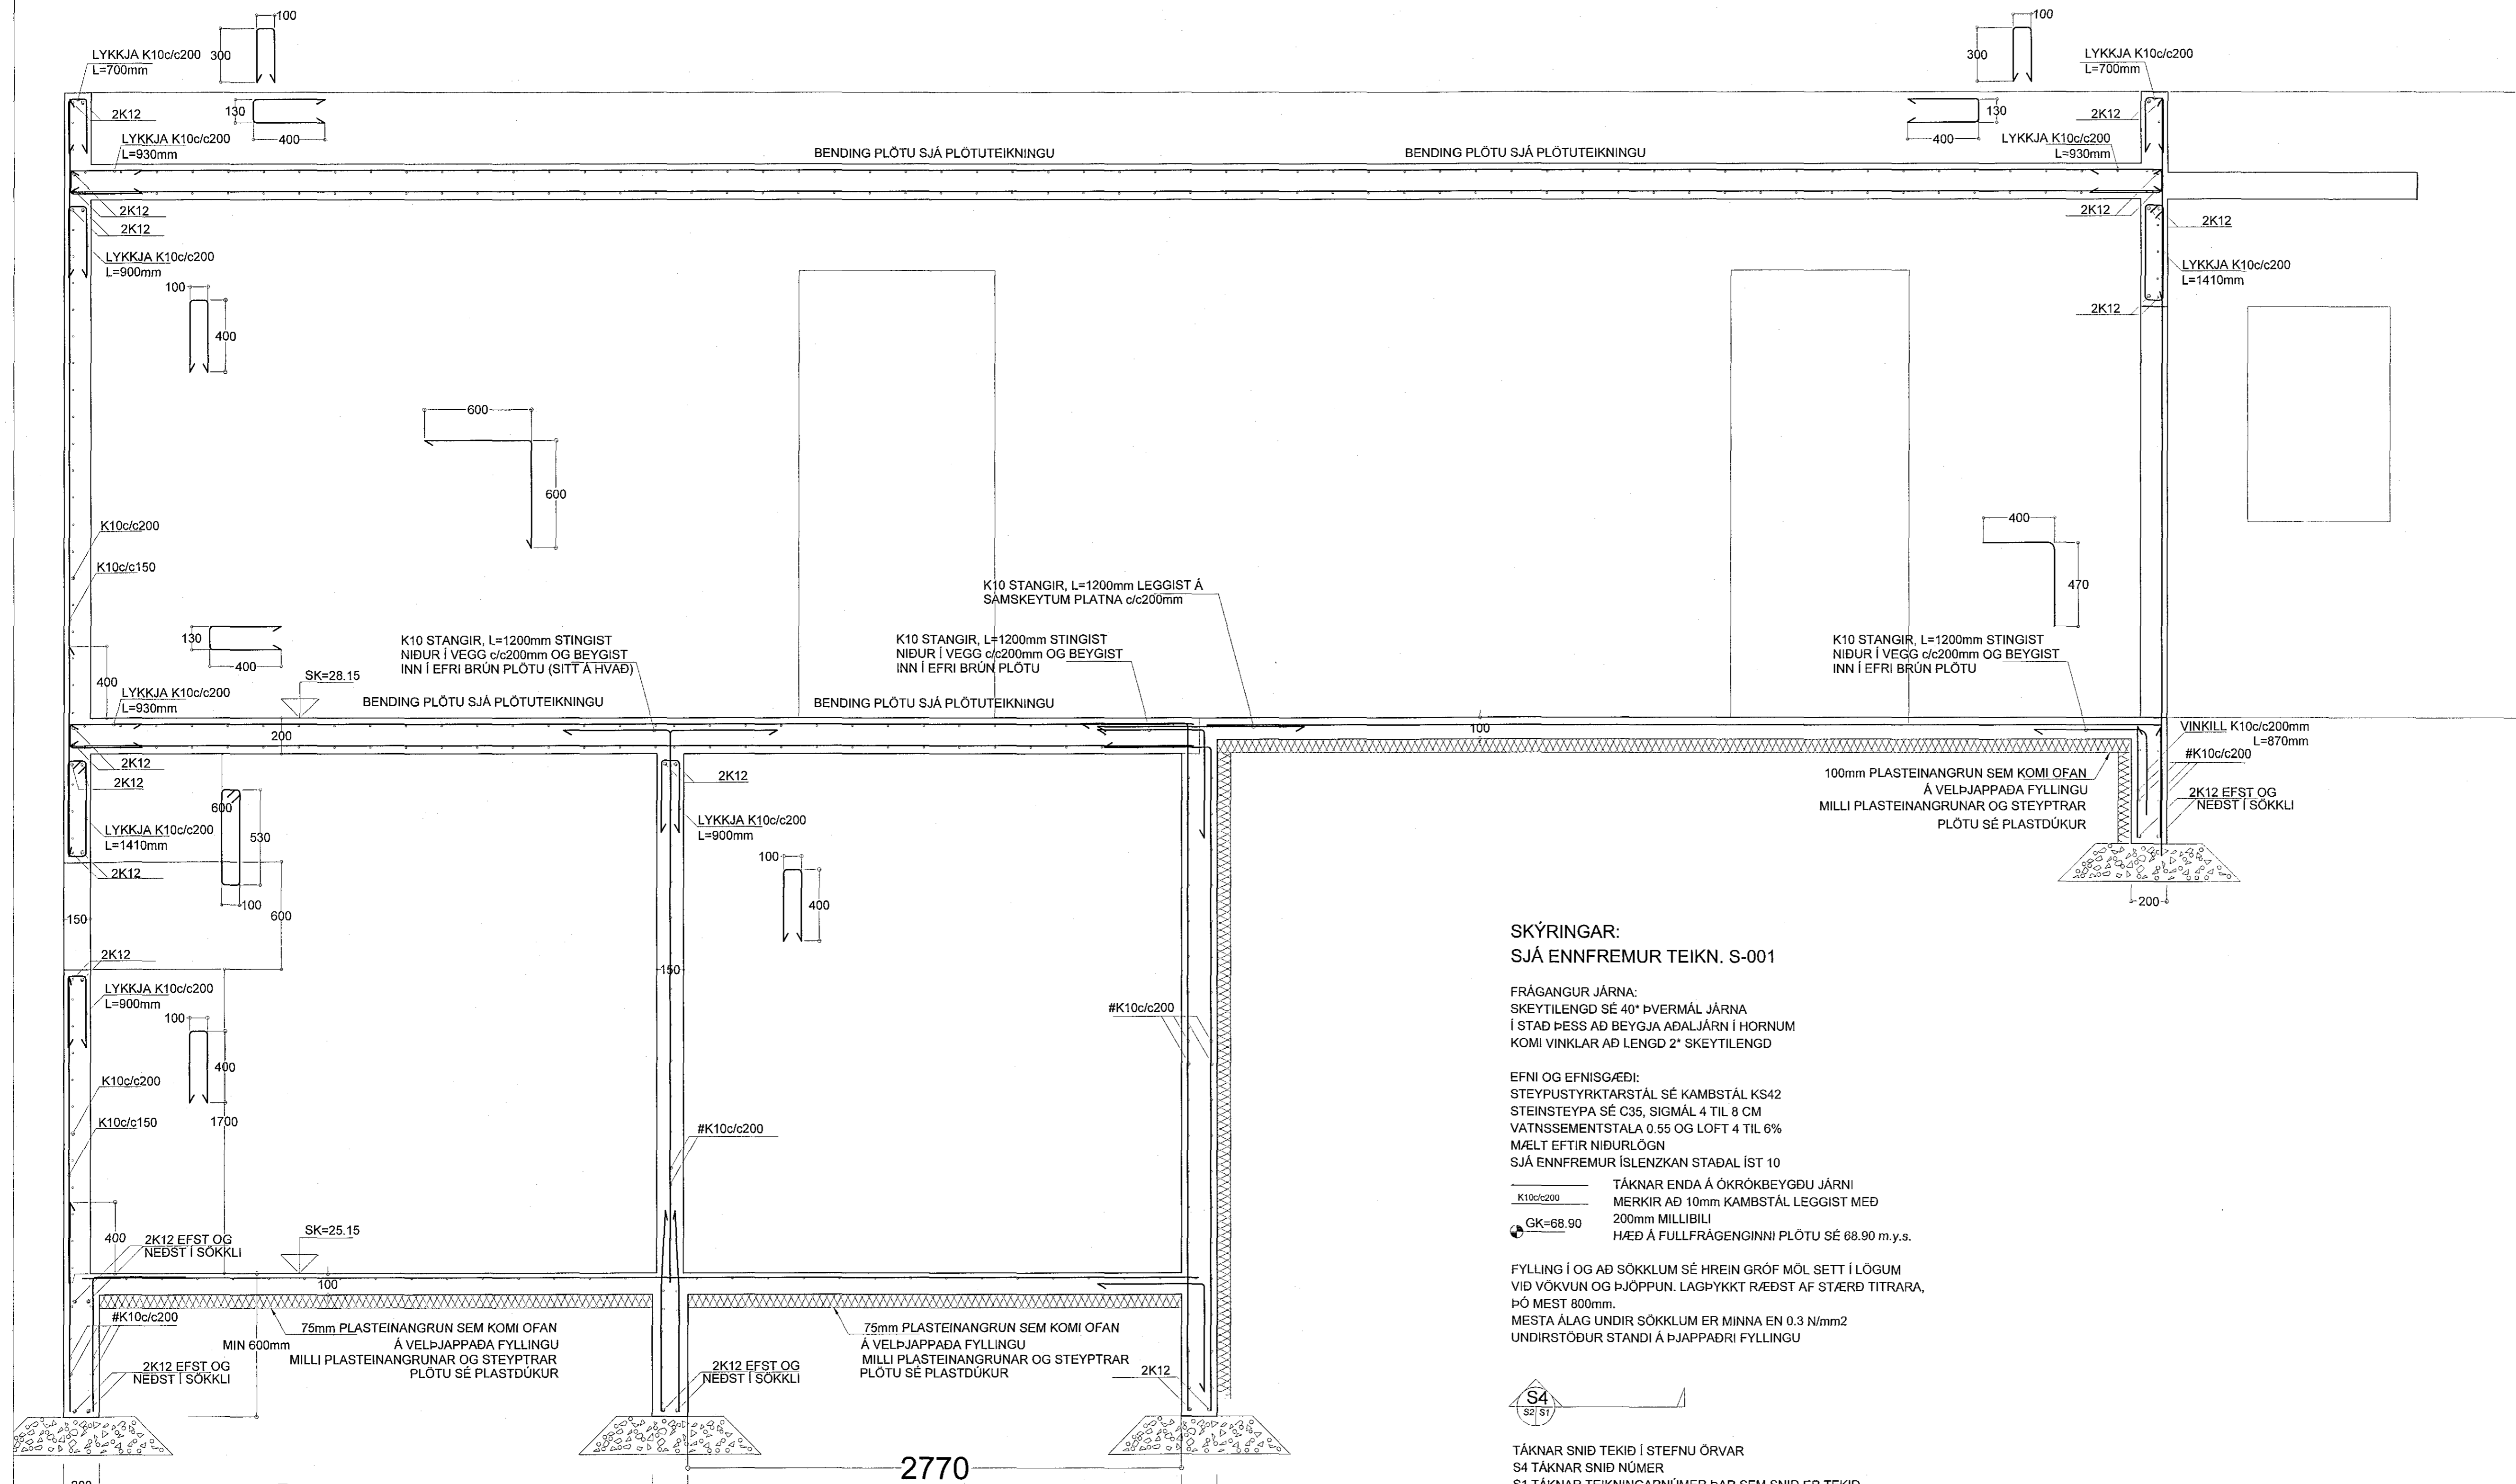 100
100
LYKKJA K10c/c200
L=700mm
300
300
LYKKJA K10c/c200
L=700mm
2K12
130
400
130
400
2K12
LYKKJA K10c/c200
L=930mm
BENDING PLÖTU SJÁ PLÖTUTEIKNINGU
BENDING PLÖTU SJÁ PLÖTUTEIKNINGU
LYKKJA K10c/c200
L=930mm
2K12
2K12
2K12
2K12
LYKKJA K10c/c200
L=900mm
LYKKJA K10c/c200
L=1410mm
100
400
2K12
600
600
K10c/c200
K10c/c150
400
470
K10 STANGIR, L=1200mm LEGGIST Á
SAMSKEYTUM PLATNA c/c200mm
130
400
400
K10 STANGIR, L=1200mm STINGIST
NIÐUR Í VEGG c/c200mm OG BEYGIST
INN Í EFRI BRÚN PLÖTU (SITT Á HVAÐ)
K10 STANGIR, L=1200mm STINGIST
NIÐUR Í VEGG c/c200mm OG BEYGIST
INN Í EFRI BRÚN PLÖTU
K10 STANGIR, L=1200mm STINGIST
NIÐUR Í VEGG c/c200mm OG BEYGIST
INN Í EFRI BRÚN PLÖTU
SK=28.15
LYKKJA K10c/c200
L=930mm
BENDING PLÖTU SJÁ PLÖTUTEIKNINGU
BENDING PLÖTU SJÁ PLÖTUTEIKNINGU
200
100
VINKILL K10c/c200mm
L=870mm
#K10c/c200
2K12 EFST OG
NEÐST Í SÖKKLI
2K12
2K12
2K12
100mm PLASTEINANGRUN SEM KOMI OFAN
Á VELÞJAPPAÐA FYLLINGU
MILLI PLASTEINANGRUNAR OG STEYPTRAR
PLÖTU SÉ PLASTDÚKUR
600
530
LYKKJA K10c/c200
L=1410mm
LYKKJA K10c/c200
L=900mm
2K12
100
400
100
600
150
200
2K12
150
LYKKJA K10c/c200
L=900mm
100
400
#K10c/c200
K10c/c200
K10c/c150
1700
#K10c/c200
SK=25.15
400
2K12 EFST OG
NEÐST Í SÖKKLI
100
#K10c/c200
MIN 600mm
75mm PLASTEINANGRUN SEM KOMI OFAN
Á VELÞJAPPAÐA FYLLINGU
MILLI PLASTEINANGRUNAR OG STEYPTRAR
PLÖTU SÉ PLASTDÚKUR
75mm PLASTEINANGRUN SEM KOMI OFAN
Á VELÞJAPPAÐA FYLLINGU
MILLI PLASTEINANGRUNAR OG STEYPTRAR
PLÖTU SÉ PLASTDÚKUR
2K12 EFST OG
NEÐST Í SÖKKLI
2K12 EFST OG
NEÐST Í SÖKKLI
2K12
2770
SKÝRINGAR:
SJÁ ENNFREMUR TEIKN. S-001
FRÁGANGUR JÁRNA:
SKEYTILENGD SÉ 40* ÞVERMÁL JÁRNA
Í STAÐ ÞESS AÐ BEYGJA AÐALJÁRN Í HORNUM
KOMI VINKLAR AÐ LENGD 2* SKEYTILENGD
EFNI OG EFNISGÆÐI:
STEYPUSTYRKTARSTÁL SÉ KAMBSTÁL KS42
STEINSTEYPA SÉ C35, SIGMÁL 4 TIL 8 CM
VATNSSEMENTSTALA 0.55 OG LOFT 4 TIL 6%
MÆLT EFTIR NIÐURLÖGN
SJÁ ENNFREMUR ÍSLENZKAN STAÐAL ÍST 10
TÁKNAR ENDA Á ÓKRÓKBEYGÐU JÁRNI
K10c/c200
MERKIR AÐ 10mm KAMBSTÁL LEGGIST MEÐ
200mm MILLIBILI
GK=68.90
HÆÐ Á FULLFRÁGENGINNI PLÖTU SÉ 68.90 m.y.s.
FYLLING Í OG AÐ SÖKKLUM SÉ HREIN GRÓF MÖL SETT Í LÖGUM
VIÐ VÖKVUN OG ÞJÖPPUN. LAGÞYKKT RÆÐST AF STÆRÐ TITRARA,
ÞÓ MEST 800mm.
MESTA ÁLAG UNDIR SÖKKLUM ER MINNA EN 0.3 N/mm2
UNDIRSTÖÐUR STANDI Á ÞJAPPAÐRI FYLLINGU
S4
S2 S1
TÁKNAR SNIÐ TEKIÐ Í STEFNU ÖRVAR
S4 TÁKNAR SNIÐ NÚMER
S1 TÁKNAR TEIKNINGARNÚMER ÞAR SEM SNIÐ ER TEKIÐ